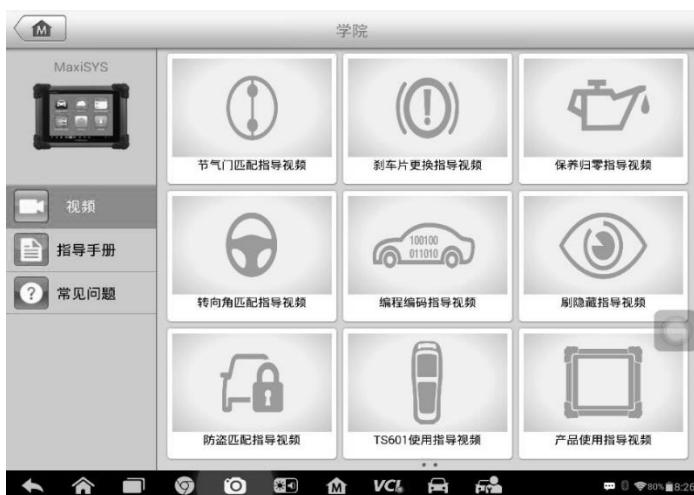 M
学院
MaxiSYS
视频
指导手册
? 常见问题
节气门匹配指导视频
刹车片更换指导视频
保养归零指导视频
转向角匹配指导视频
100100
011010
编程编码指导视频
刷隐藏指导视频
防盗匹配指导视频
TS601使用指导视频
产品使用指导视频
M
VCI
80%
8:26